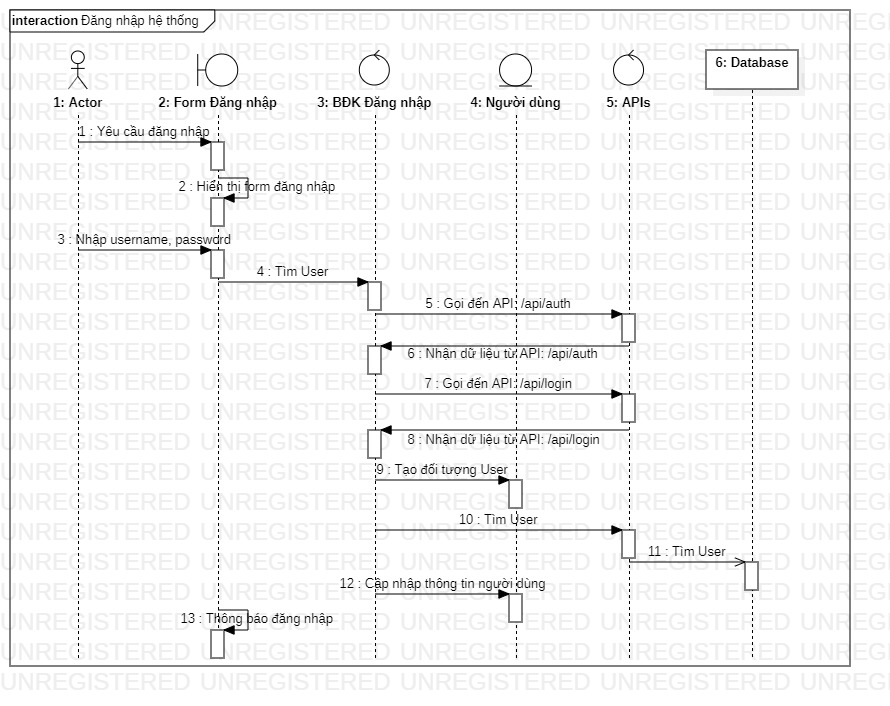 interaction Đăng nhập hệ thống
1: Actor
2: Form Đăng nhập
3: BĐK Đăng nhập
4: Người dùng
5: APIs
6: Database
1 : Yêu cầu đăng nhập
2 : Hiển thị form đăng nhập
3 : Nhập username, password
4 : Tìm User
5 : Gọi đến API: /api/auth
6 : Nhận dữ liệu từ API: /api/auth
7 : Gọi đến API: /api/login
8 : Nhận dữ liệu từ API: /api/login
9 : Tạo đối tượng User
10 : Tìm User
11 : Tìm User
12 : Cập nhập thông tin người dùng
13 : Thông báo đăng nhập
UNREGISTERED